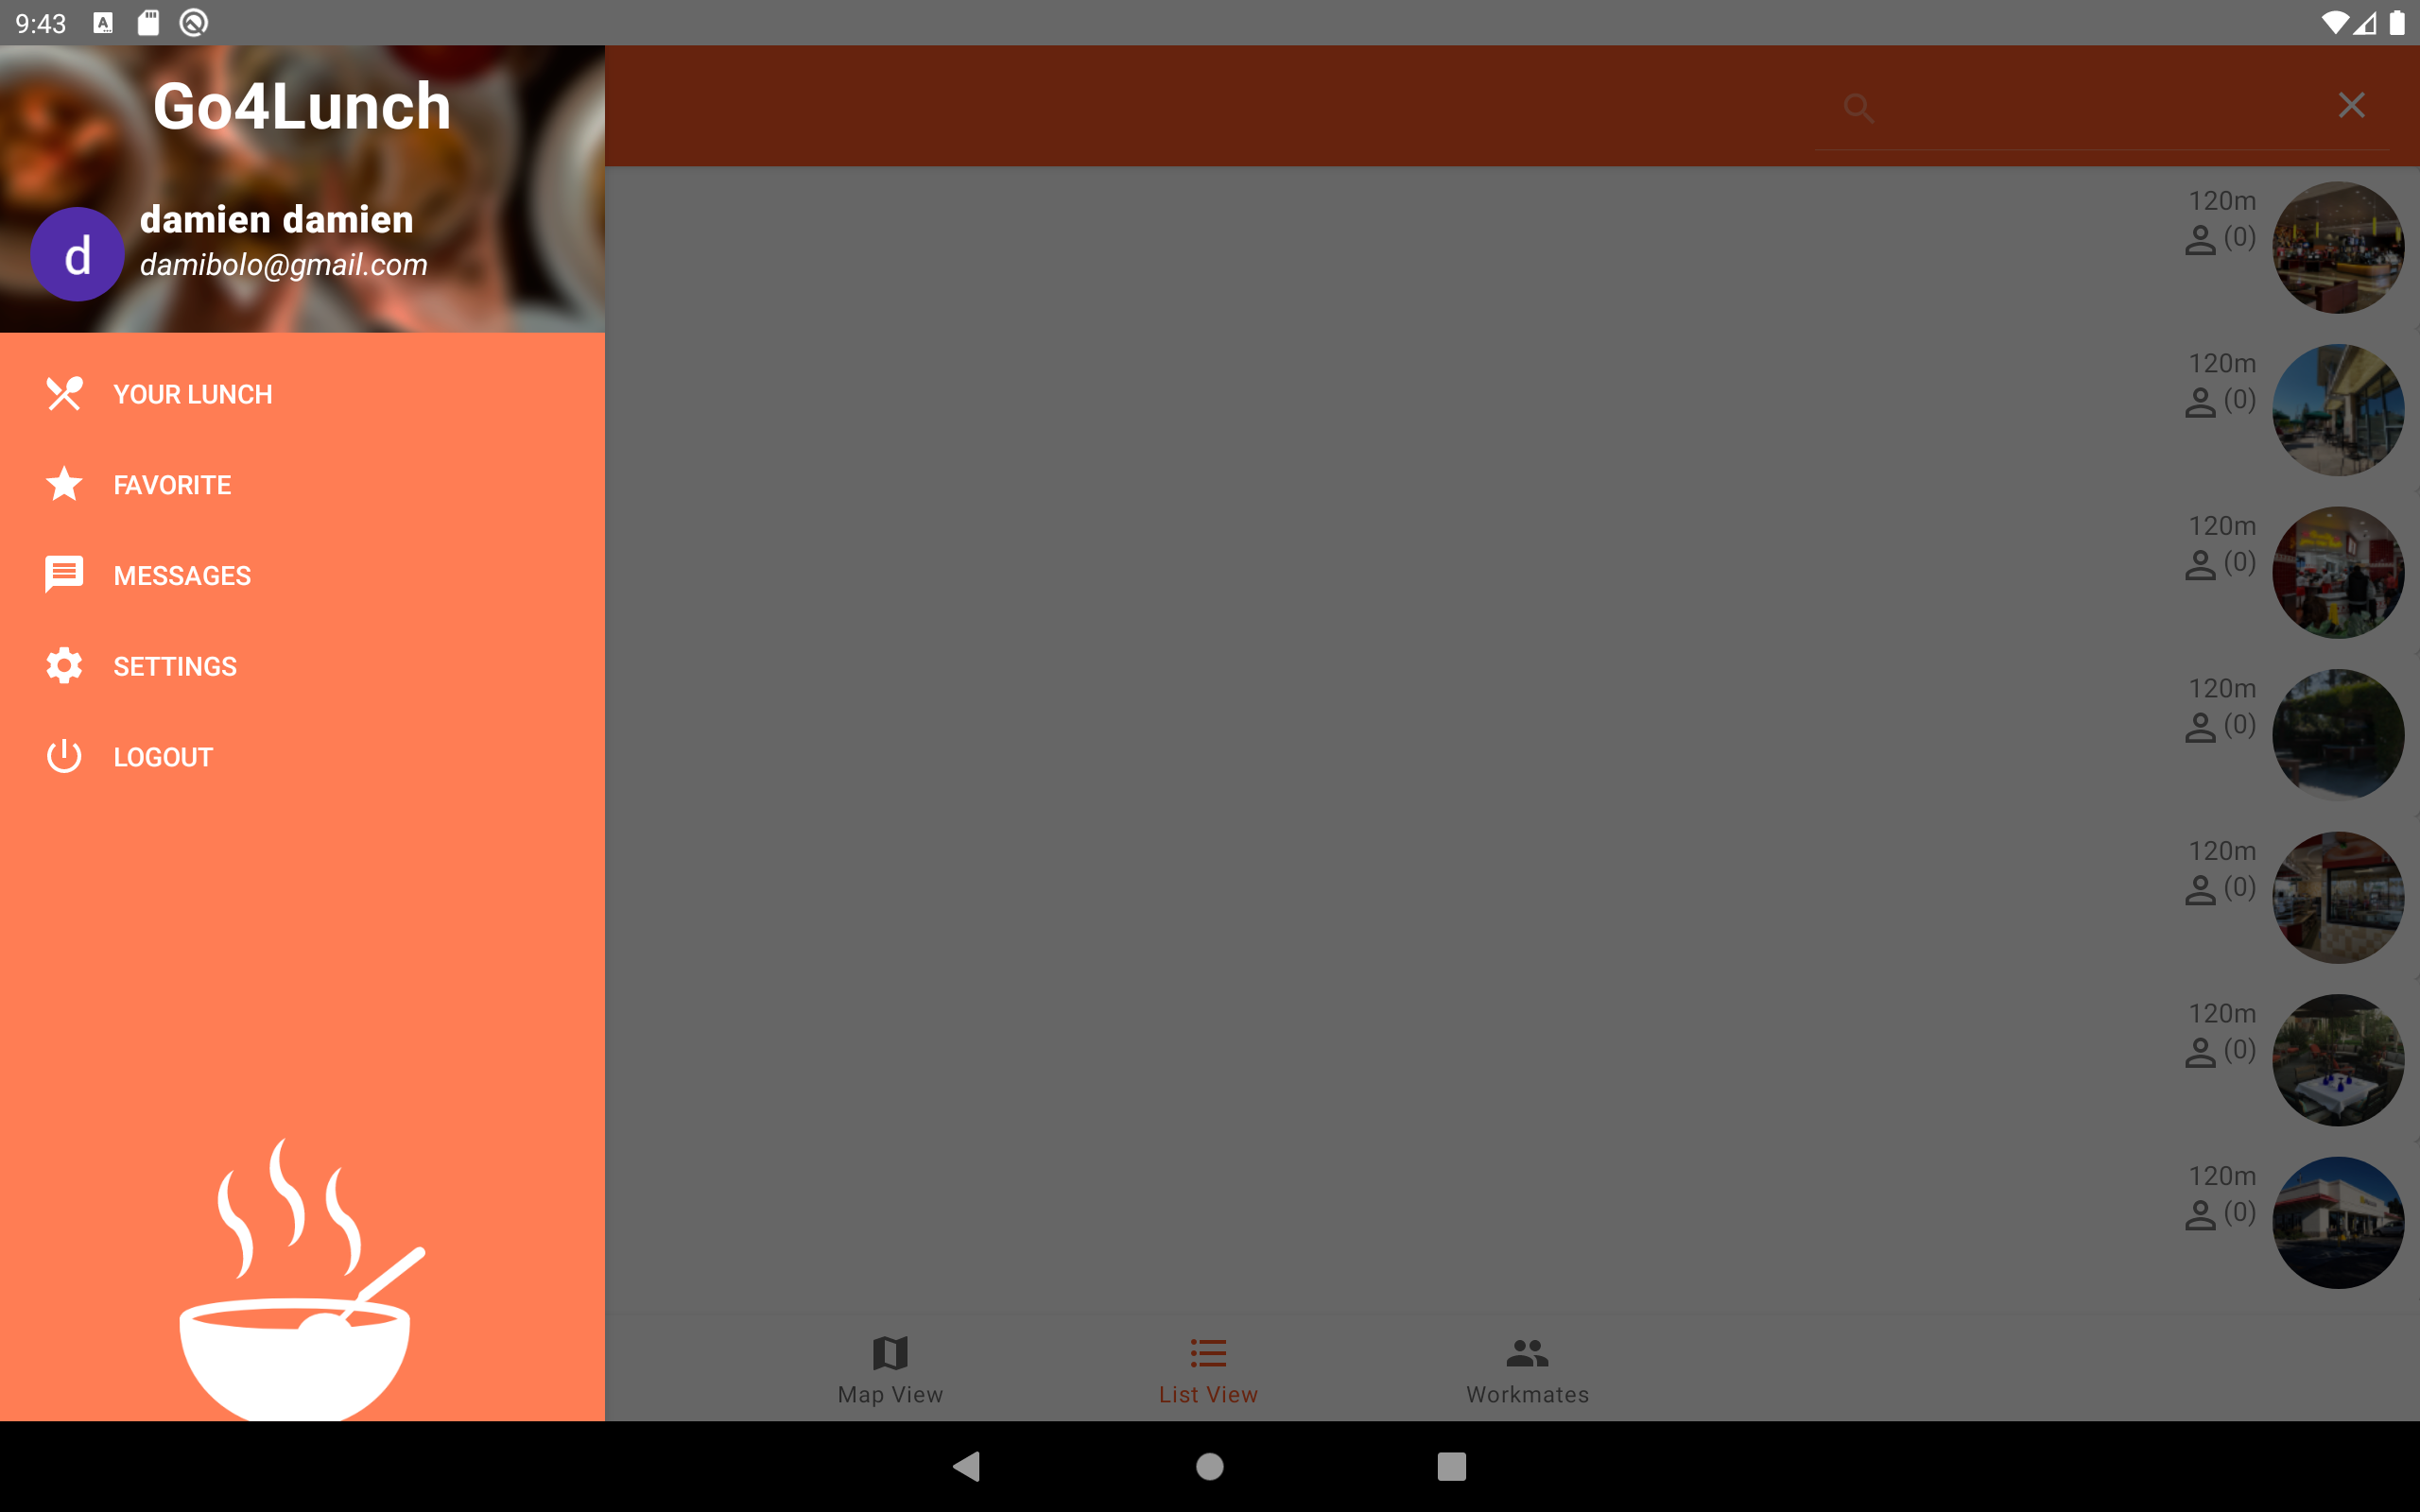 9:43
Go4Lunch
d
damien damien
damibolo@gmail.com
YOUR LUNCH
FAVORITE
MESSAGES
SETTINGS
LOGOUT
120m
(0)
120m
(0)
120m
(0)
120m
(0)
120m
(0)
120m
(0)
120m
(0)
Map View
List View
Workmates